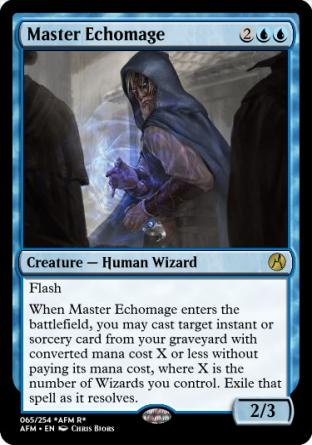 Master Echomage 2
Creature — Human Wizard
Flash
When Master Echomage enters the
battlefield, you may cast target instant or
sorcery card from your graveyard with
converted mana cost X or less without
paying its mana cost, where X is the
number of Wizards you control. Exile that
spell as it resolves.
2/3
065/254 *AFM R*
AFM • EN Chris Biors